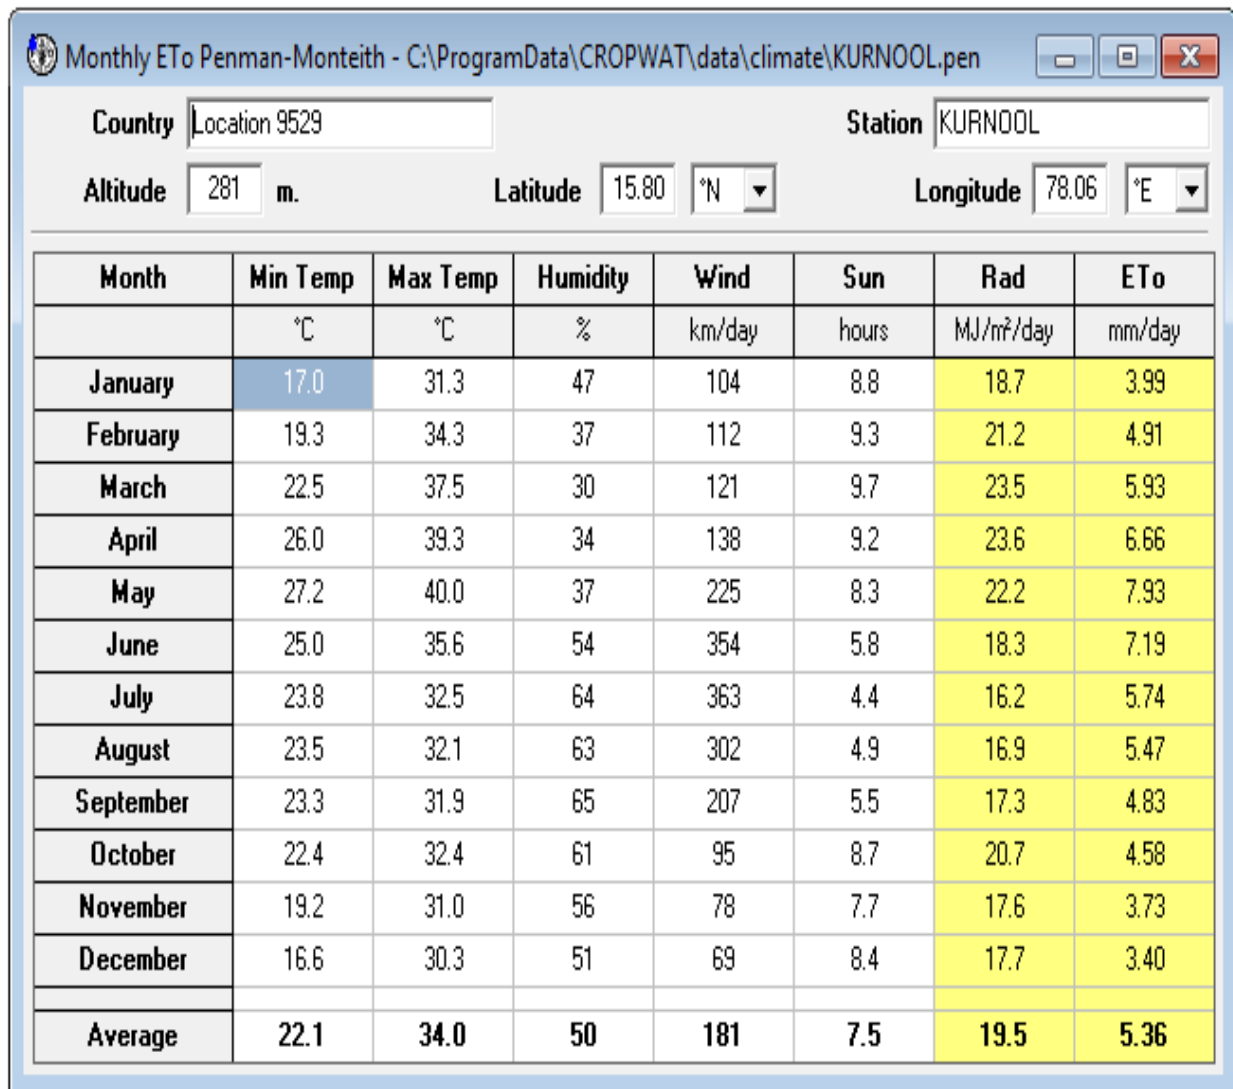 Monthly ETo Penman-Monteith - C:\ProgramData\CROPWAT\data\climate\KURNOOL.pen
Country Location 9529 Station KURNOOL
Altitude 281 m. Latitude 15.80 °N Longitude 78.06 °E
Month Min Temp Max Temp Humidity Wind Sun Rad ETo
°C °C % km/day hours MJ/m²/day mm/day
January 17.0 31.3 47 104 8.8 18.7 3.99
February 19.3 34.3 37 112 9.3 21.2 4.91
March 22.5 37.5 30 121 9.7 23.5 5.93
April 26.0 39.3 34 138 9.2 23.6 6.66
May 27.2 40.0 37 225 8.3 22.2 7.93
June 25.0 35.6 54 354 5.8 18.3 7.19
July 23.8 32.5 64 363 4.4 16.2 5.74
August 23.5 32.1 63 302 4.9 16.9 5.47
September 23.3 31.9 65 207 5.5 17.3 4.83
October 22.4 32.4 61 95 8.7 20.7 4.58
November 19.2 31.0 56 78 7.7 17.6 3.73
December 16.6 30.3 51 69 8.4 17.7 3.40
Average 22.1 34.0 50 181 7.5 19.5 5.36